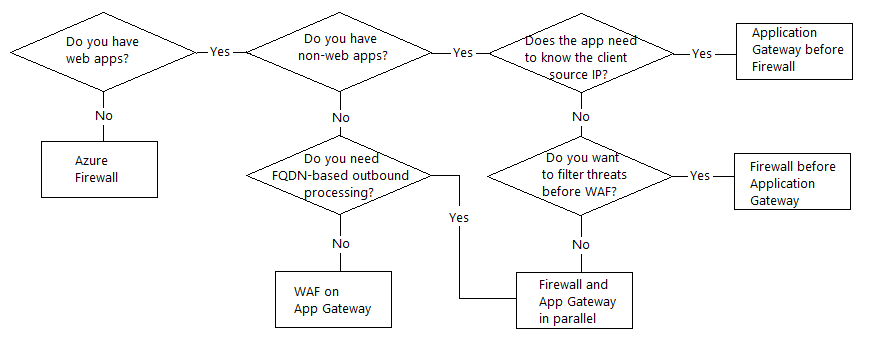 Do you have
web apps?
Yes
Do you have
non-web apps?
Yes
Does the app need
to know the client
source IP?
Yes
Application
Gateway before
Firewall
No
No
No
Azure
Firewall
Do you need
FQDN-based outbound
processing?
Yes
Do you want
to filter threats
before WAF?
Yes
Firewall before
Application
Gateway
No
No
WAF on
App Gateway
Firewall and
App Gateway
in parallel